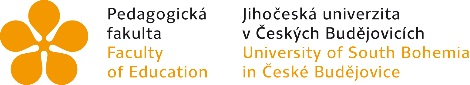 Pedagogická
fakulta
Faculty
of Education
Jihočeská univerzita
v Českých Budějovicích
University of South Bohemia
in České Budějovice